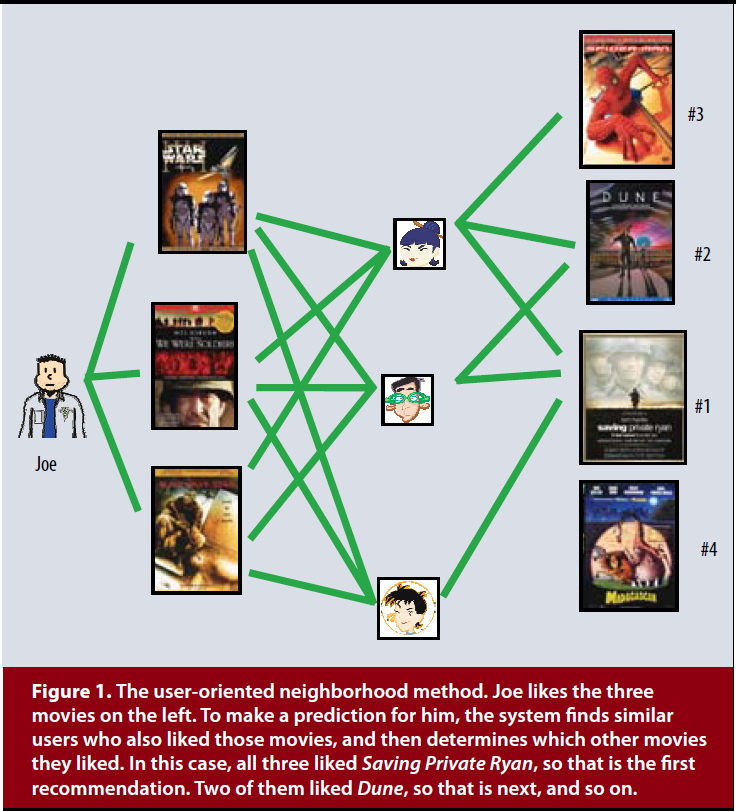 #3
STAR
WARS
DUNE
#2
WE WERE SOLDIERS
#1
saving private ryan
Joe
#4
MADAGASCAR
Figure 1. The user-oriented neighborhood method. Joe likes the three
movies on the left. To make a prediction for him, the system finds similar
users who also liked those movies, and then determines which other movies
they liked. In this case, all three liked Saving Private Ryan, so that is the first
recommendation. Two of them liked Dune, so that is next, and so on.